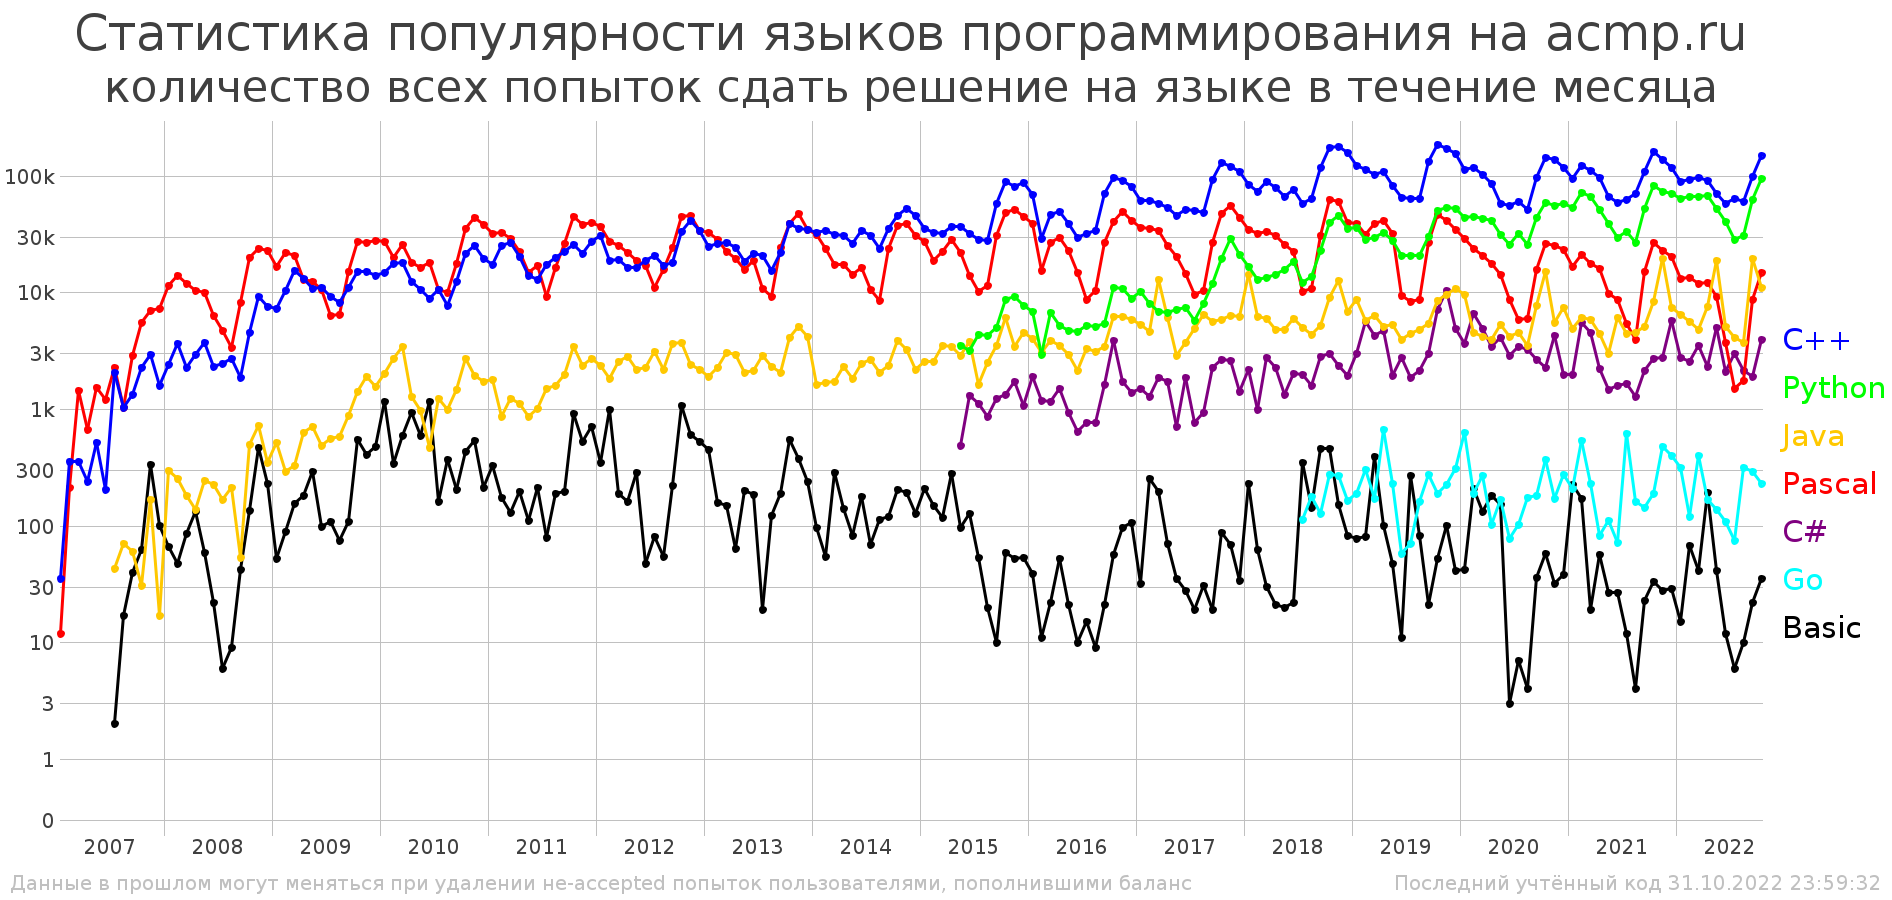 Статистика популярности языков программирования на acmp.ru
количество всех попыток сдать решение на языке в течение месяца
100k
30k
10k
3k
1k
300
100
30
10
3
1
0
C++
Python
Java
Pascal
C#
Go
Basic
2007 2008 2009 2010 2011 2012 2013 2014 2015 2016 2017 2018 2019 2020 2021 2022
Данные в прошлом могут меняться при удалении не-accepted попыток пользователями, пополнившими баланс
Последний учтённый код 31.10.2022 23:59:32